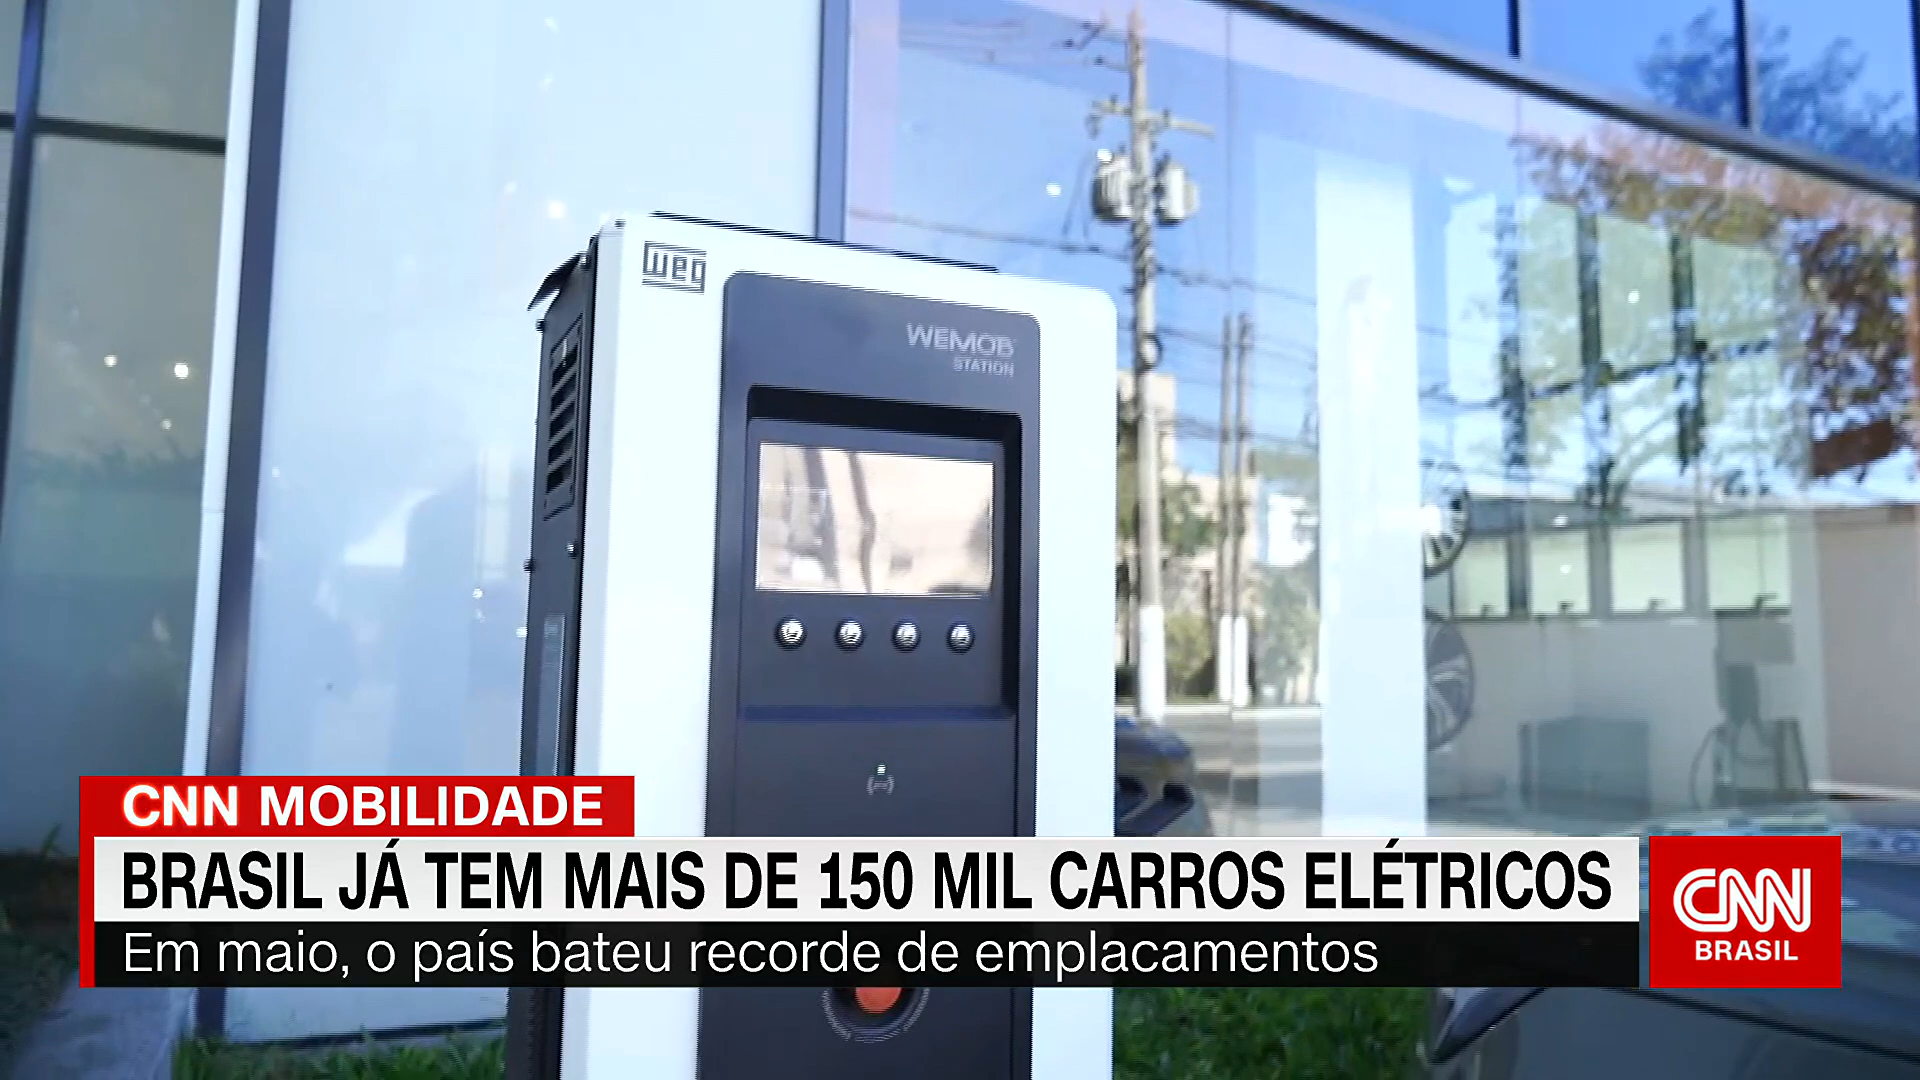 weg
WEMOB
STATION
CNN MOBILIDADE
BRASIL JÁ TEM MAIS DE 150 MIL CARROS ELÉTRICOS
Em maio, o país bateu recorde de emplacamentos
CNN
BRASIL